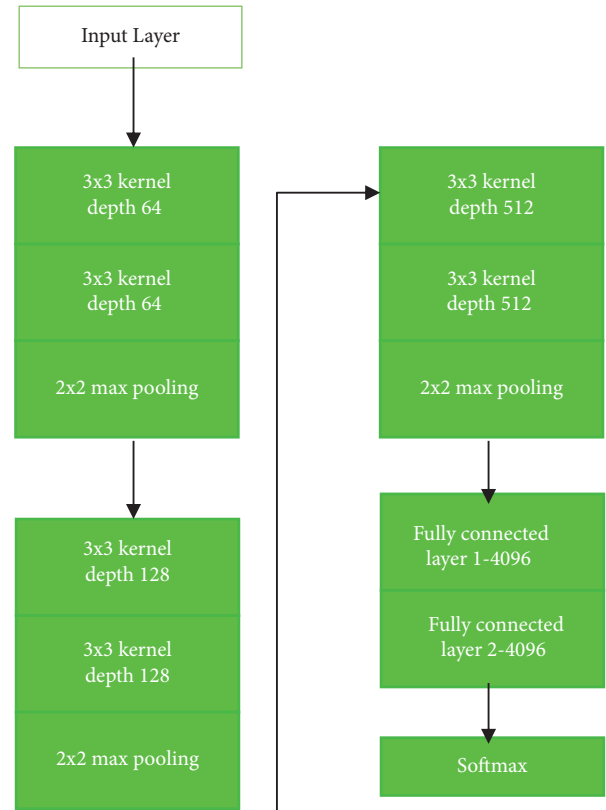 Input Layer
3x3 kernel
depth 64
3x3 kernel
depth 64
2x2 max pooling
3x3 kernel
depth 128
3x3 kernel
depth 128
2x2 max pooling
3x3 kernel
depth 512
3x3 kernel
depth 512
2x2 max pooling
Fully connected
layer 1-4096
Fully connected
layer 2-4096
Softmax